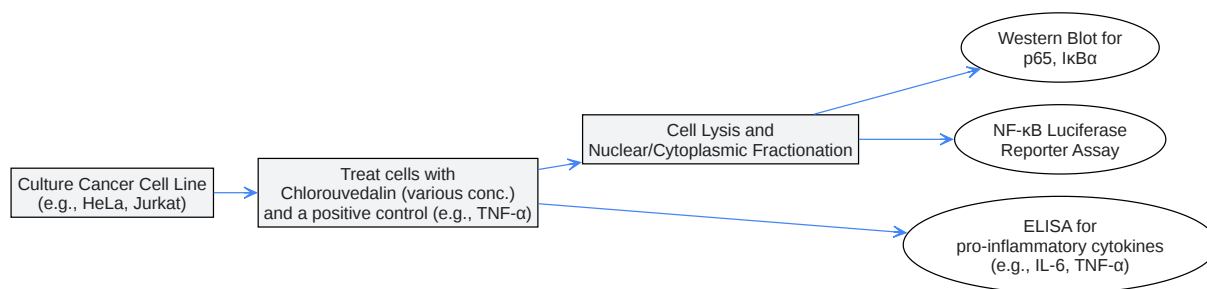 Culture Cancer Cell Line
(e.g., HeLa, Jurkat)
Treat cells with
Chlorouvedalin (various conc.)
and a positive control (e.g., TNF-α)
Cell Lysis and
Nuclear/Cytoplasmic Fractionation
Western Blot for
p65, IκBα
NF-κB Luciferase
Reporter Assay
ELISA for
pro-inflammatory cytokines
(e.g., IL-6, TNF-α)